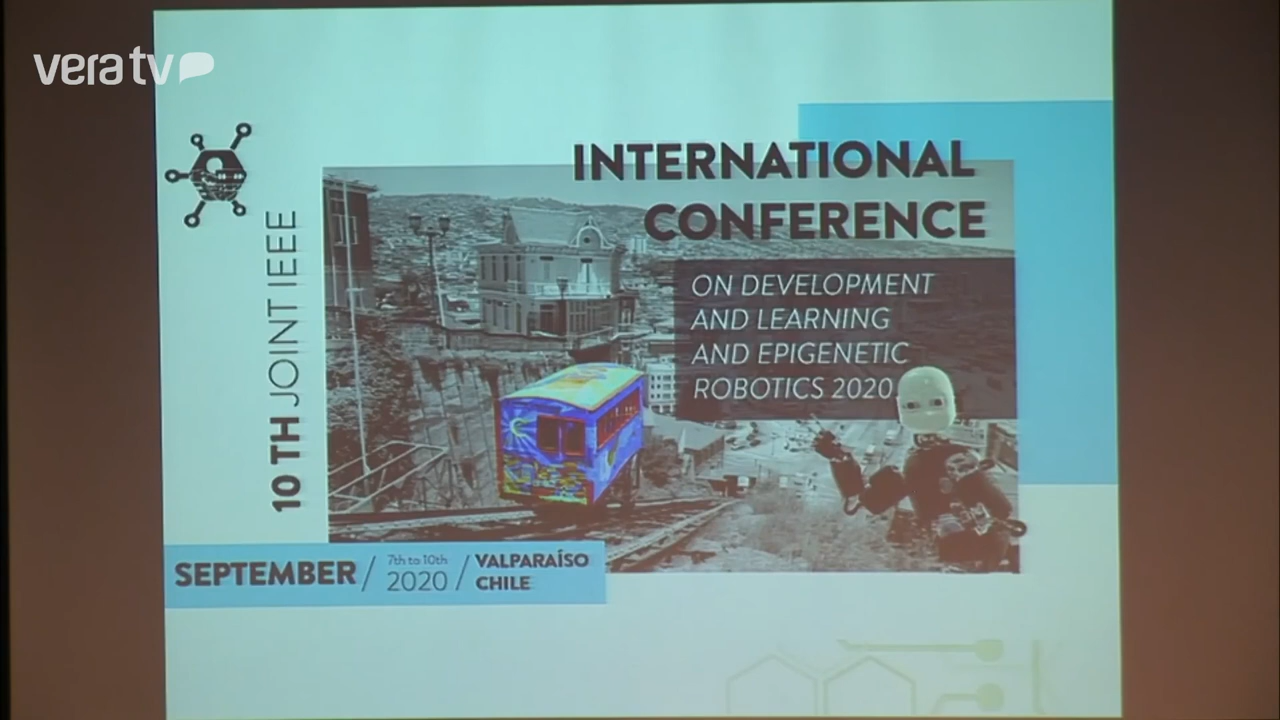 vera tv
10 TH JOINT IEEE
INTERNATIONAL
CONFERENCE
ON DEVELOPMENT
AND LEARNING
AND EPIGENETIC
ROBOTICS 2020
SEPTEMBER / 7th to 10th 2020 / VALPARAÍSO CHILE